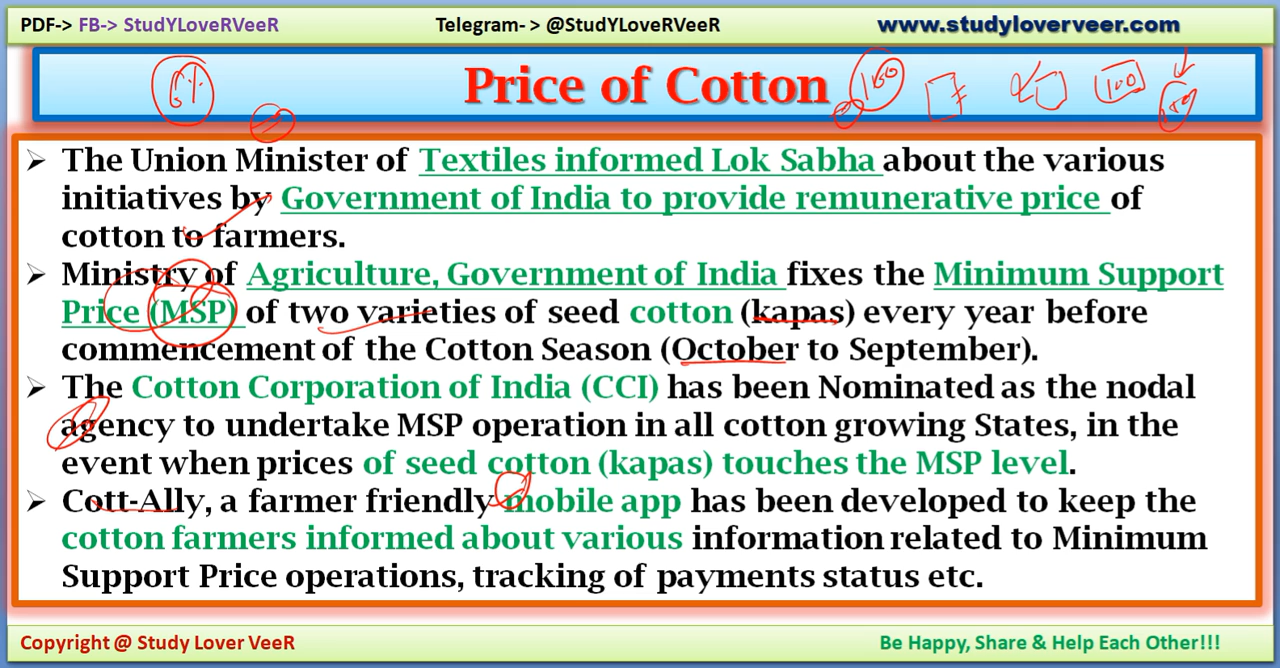 PDF-> FB-> StudYLoveRVeeR Telegram- > @StudYLoveRVeeR www.studyloverveer.com
Price of Cotton
6% 100 100
➢ The Union Minister of Textiles informed Lok Sabha about the various
initiatives by Government of India to provide remunerative price of
cotton to farmers.
➢ Ministry of Agriculture, Government of India fixes the Minimum Support
Price (MSP) of two varieties of seed cotton (kapas) every year before
commencement of the Cotton Season (October to September).
➢ The Cotton Corporation of India (CCI) has been Nominated as the nodal
agency to undertake MSP operation in all cotton growing States, in the
event when prices of seed cotton (kapas) touches the MSP level.
➢ Cott-Ally, a farmer friendly mobile app has been developed to keep the
cotton farmers informed about various information related to Minimum
Support Price operations, tracking of payments status etc.
Copyright @ Study Lover VeeR Be Happy, Share & Help Each Other!!!